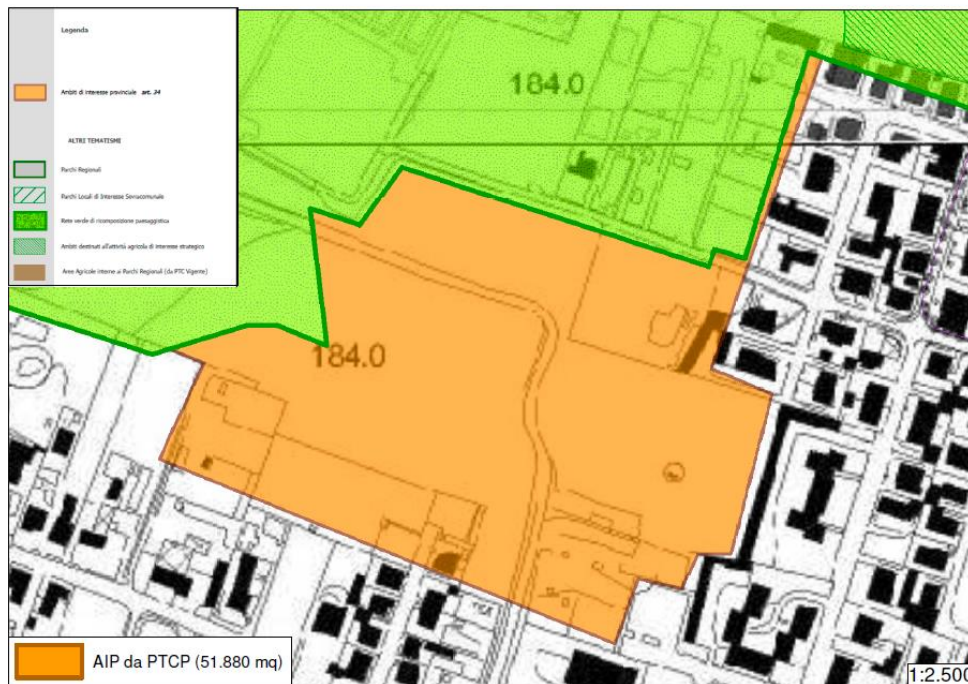 Legenda
Ambiti di interesse provinciale art. 34
ALTRI TEMATISMI
Parchi Regionali
Parchi Locali di Interesse Sovracomunale
Rete verde di ricomposizione paesaggistica
Ambiti destinati all'attività agricola di interesse strategico
Aree Agricole interne ai Parchi Regionali (da PTC Vigente)
184.0
184.0
AIP da PTCP (51.880 mq)
1:2.500